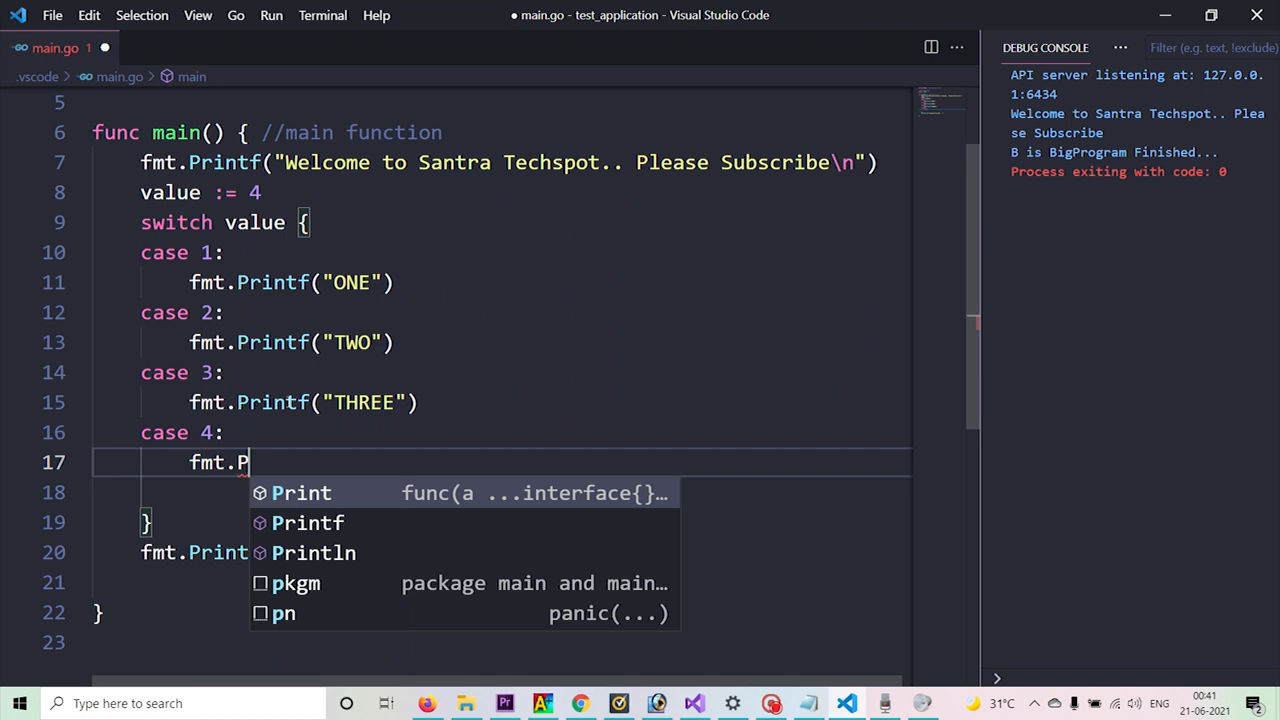 File Edit Selection View Go Run Terminal Help
● main.go - test_application - Visual Studio Code
main.go 1 ●
DEBUG CONSOLE
Filter (e.g. text, !exclude)
.vscode > main.go > main
5
6 func main() { //main function
7 fmt.Printf("Welcome to Santra Techspot.. Please Subscribe\n")
8 value := 4
9 switch value {
10 case 1:
11 fmt.Printf("ONE")
12 case 2:
13 fmt.Printf("TWO")
14 case 3:
15 fmt.Printf("THREE")
16 case 4:
17 fmt.P
18
19 }
20 fmt.Print
21
22 }
23
Print func(a ...interface{}…
Printf
Println
pkgm package main and main…
pn panic(...)
API server listening at: 127.0.0.
1:6434
Welcome to Santra Techspot.. Plea
se Subscribe
B is BigProgram Finished...
Process exiting with code: 0
Type here to search
31°C
ENG
00:41
21-06-2021
2